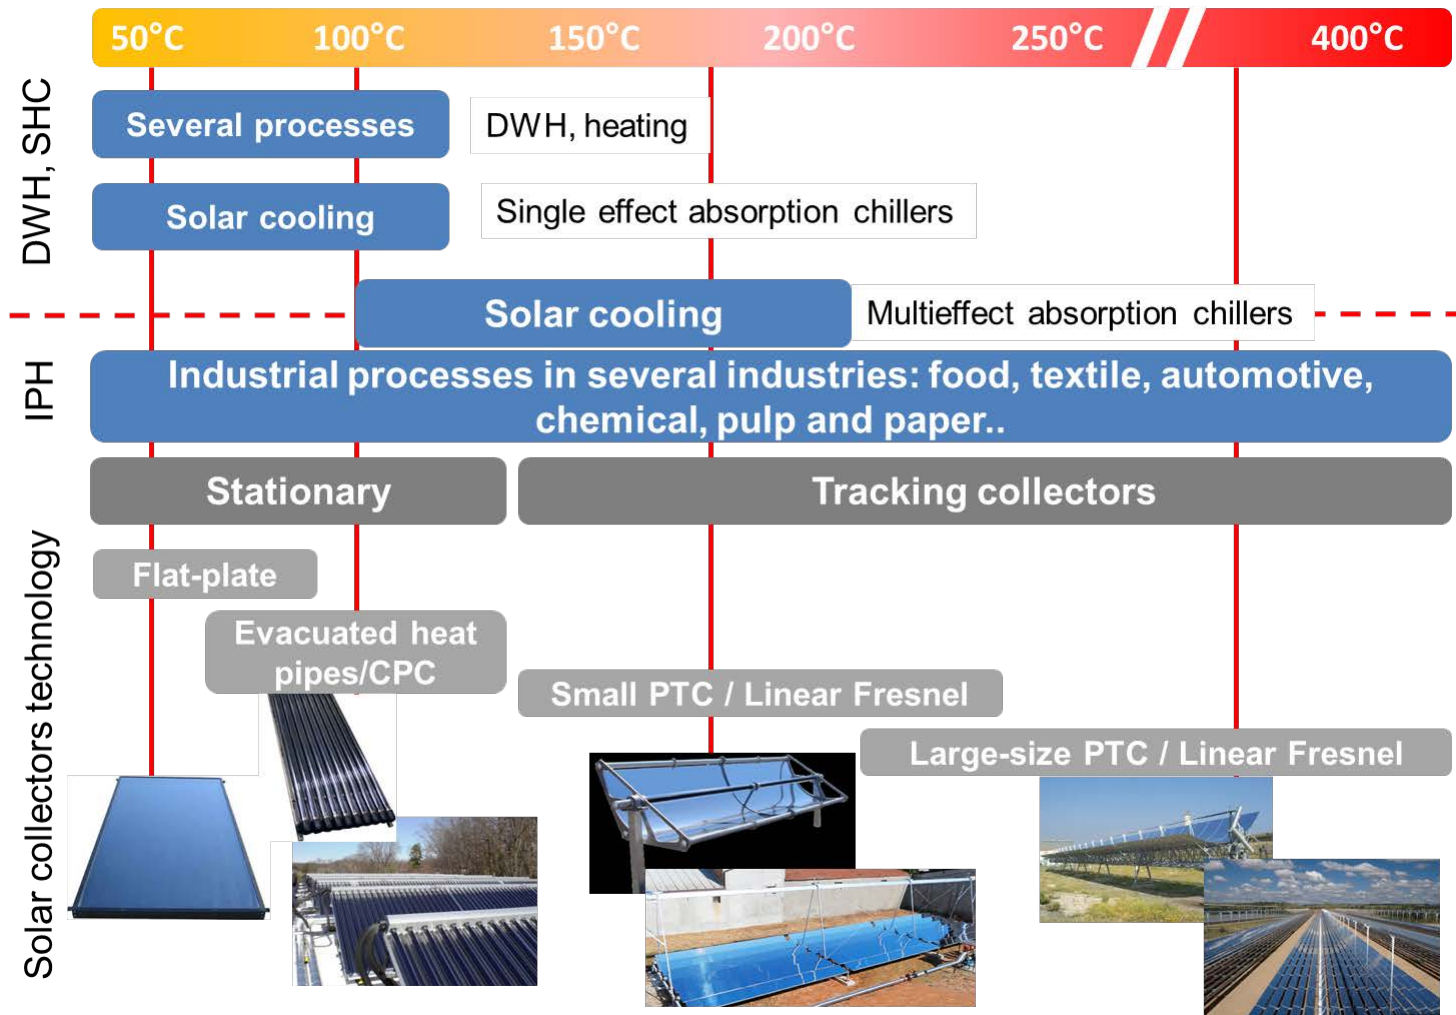 50°C 100°C 150°C 200°C 250°C 400°C
DWH, SHC
Several processes
DWH, heating
Solar cooling
Single effect absorption chillers
Solar cooling
Multieffect absorption chillers
IPH
Industrial processes in several industries: food, textile, automotive,
chemical, pulp and paper..
Stationary
Tracking collectors
Solar collectors technology
Flat-plate
Evacuated heat
pipes/CPC
Small PTC / Linear Fresnel
Large-size PTC / Linear Fresnel